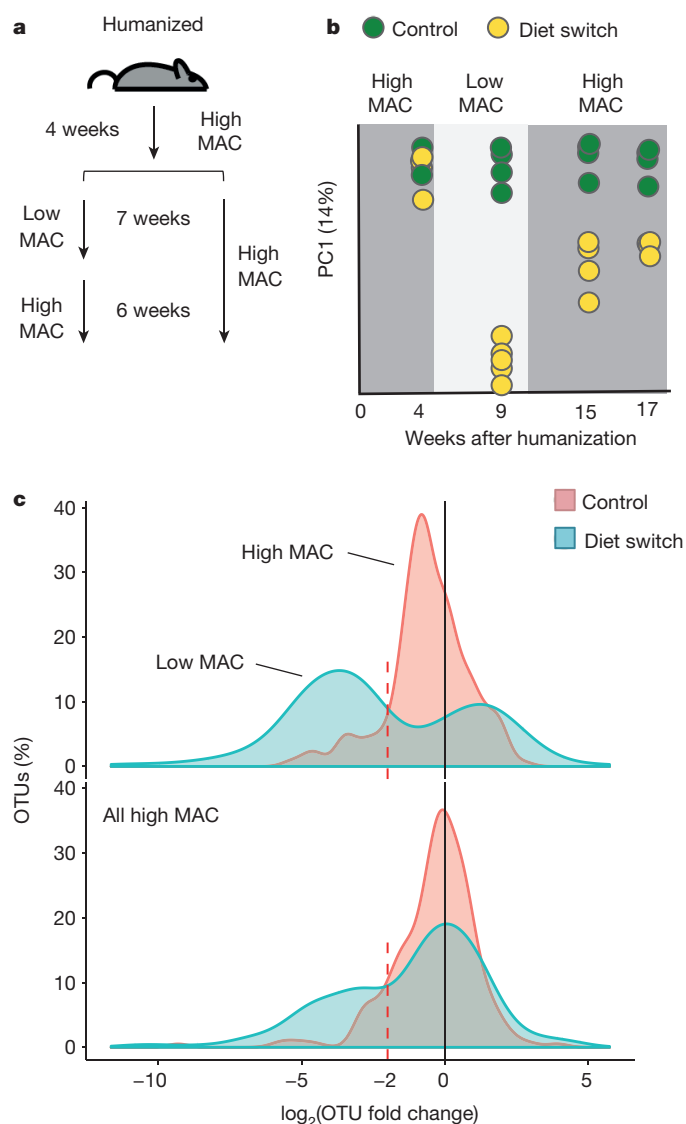 a
Humanized
4 weeks
High
MAC
Low
MAC
7 weeks
High
MAC
High
MAC
6 weeks
b
Control
Diet switch
High
MAC
Low
MAC
High
MAC
PC1 (14%)
0 4 9 15 17
Weeks after humanization
c
Control
Diet switch
High MAC
Low MAC
40
30
20
10
0
OTUs (%)
All high MAC
40
30
20
10
0
−10 −5 −2 0 5
log₂(OTU fold change)